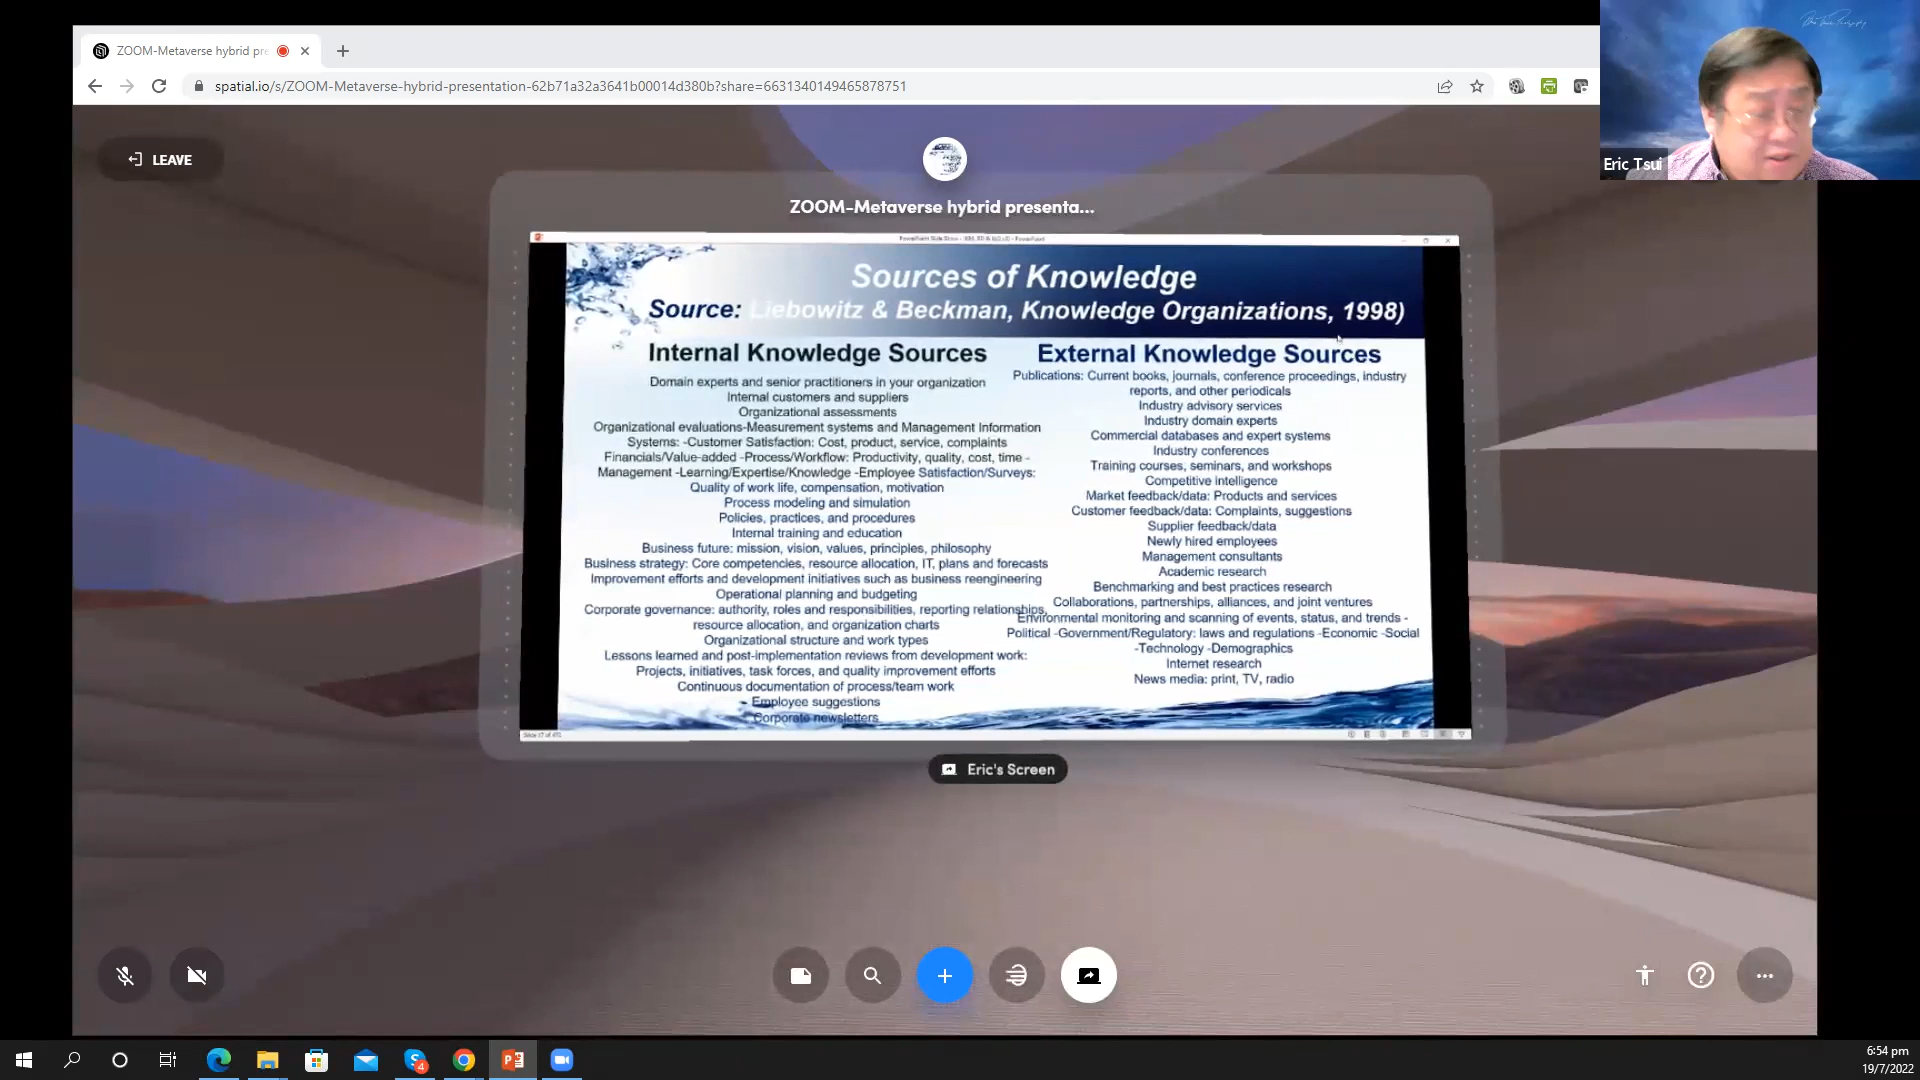 ZOOM-Metaverse hybrid pre
spatial.io/s/ZOOM-Metaverse-hybrid-presentation-62b71a32a3641b00014d380b?share=6631340149465878751
Eric Tsui
LEAVE
ZOOM-Metaverse hybrid presenta...
Sources of Knowledge
Source: Liebowitz & Beckman, Knowledge Organizations, 1998)
Internal Knowledge Sources
Domain experts and senior practitioners in your organization
Internal customers and suppliers
Organizational assessments
Organizational evaluations-Measurement systems and Management Information
Systems: -Customer Satisfaction: Cost, product, service, complaints
Financials/Value-added -Process/Workflow: Productivity, quality, cost, time -
Management -Learning/Expertise/Knowledge -Employee Satisfaction/Surveys:
Quality of work life, compensation, motivation
Process modeling and simulation
Policies, practices, and procedures
Internal training and education
Business future: mission, vision, values, principles, philosophy
Business strategy: Core competencies, resource allocation, IT, plans and forecasts
Improvement efforts and development initiatives such as business reengineering
Operational planning and budgeting
Corporate governance: authority, roles and responsibilities, reporting relationships,
resource allocation, and organization charts
Organizational structure and work types
Lessons learned and post-implementation reviews from development work:
Projects, initiatives, task forces, and quality improvement efforts
Continuous documentation of process/team work
Employee suggestions
Corporate newsletters
External Knowledge Sources
Publications: Current books, journals, conference proceedings, industry
reports, and other periodicals
Industry advisory services
Industry domain experts
Commercial databases and expert systems
Industry conferences
Training courses, seminars, and workshops
Competitive intelligence
Market feedback/data: Products and services
Customer feedback/data: Complaints, suggestions
Supplier feedback/data
Newly hired employees
Management consultants
Academic research
Benchmarking and best practices research
Collaborations, partnerships, alliances, and joint ventures
Environmental monitoring and scanning of events, status, and trends -
Political -Government/Regulatory: laws and regulations -Economic -Social
-Technology -Demographics
Internet research
News media: print, TV, radio
Eric's Screen
4
6:54 pm
19/7/2022